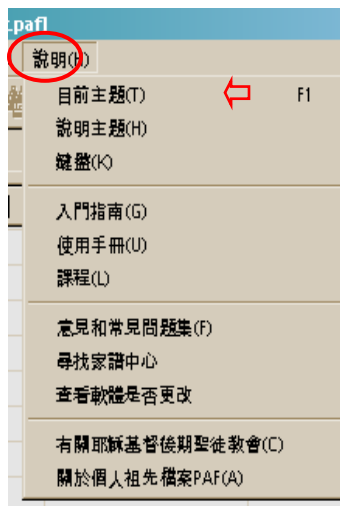 .pafl
說明(H)
目前主題(T) F1
說明主題(H)
鍵盤(K)
入門指南(G)
使用手冊(U)
課程(L)
意見和常見問題集(F)
尋找家譜中心
查看軟體是否更改
有關耶穌基督後期聖徒教會(C)
關於個人祖先檔案PAF(A)